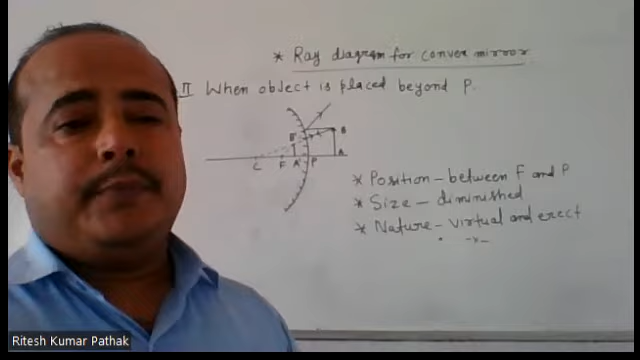 * Ray diagram for convex mirror
II When object is placed beyond P.
B' B
C F A' P A
* Position - between F and P
* Size - diminished
* Nature - virtual and erect
Ritesh Kumar Pathak